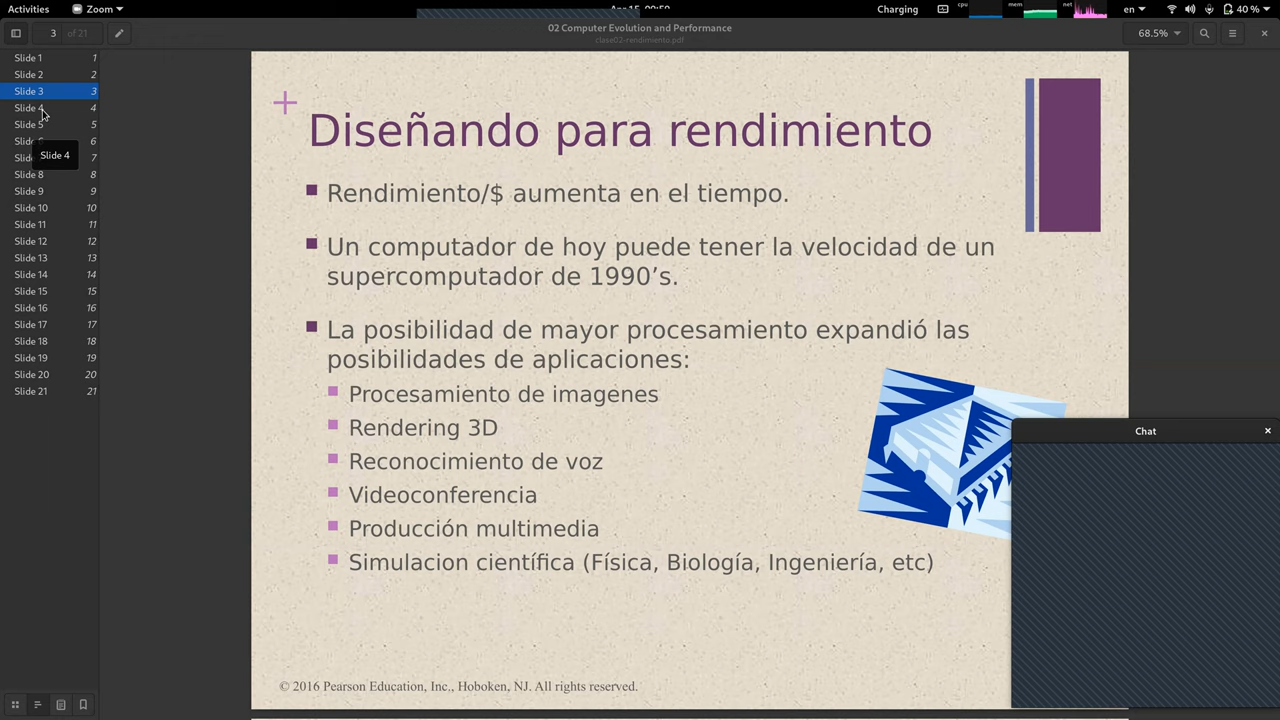 Activities
Zoom
Charging
cpu
mem
net
en
40 %
3
of 21
02 Computer Evolution and Performance
clase02-rendimiento.pdf
68.5%
Slide 1 1
Slide 2 2
Slide 3 3
Slide 4 4
Slide 5 5
6
7
Slide 4
Slide 8 8
Slide 9 9
Slide 10 10
Slide 11 11
Slide 12 12
Slide 13 13
Slide 14 14
Slide 15 15
Slide 16 16
Slide 17 17
Slide 18 18
Slide 19 19
Slide 20 20
Slide 21 21
+
Diseñando para rendimiento
Rendimiento/$ aumenta en el tiempo.
Un computador de hoy puede tener la velocidad de un
supercomputador de 1990’s.
La posibilidad de mayor procesamiento expandió las
posibilidades de aplicaciones:
Procesamiento de imagenes
Rendering 3D
Reconocimiento de voz
Videoconferencia
Producción multimedia
Simulacion científica (Física, Biología, Ingeniería, etc)
© 2016 Pearson Education, Inc., Hoboken, NJ. All rights reserved.
Chat